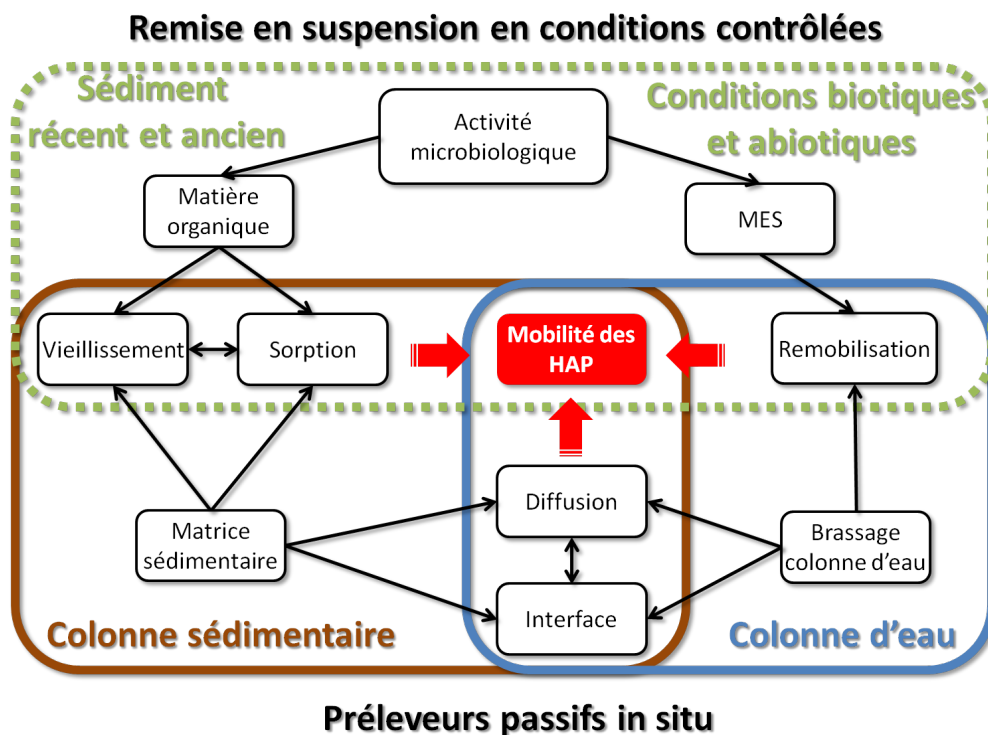 Remise en suspension en conditions contrôlées
Sédiment
récent et ancien
Conditions biotiques
et abiotiques
Activité
microbiologique
Matière
organique
MES
Vieillissement
Sorption
Mobilité des
HAP
Remobilisation
Diffusion
Matrice
sédimentaire
Brassage
colonne d'eau
Interface
Colonne sédimentaire
Colonne d'eau
Préleveurs passifs in situ